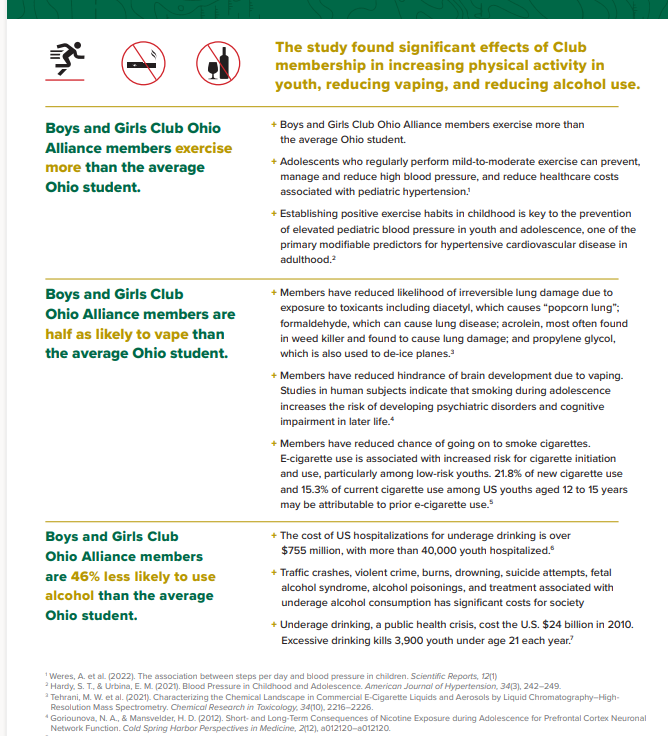 The study found significant effects of Club
membership in increasing physical activity in
youth, reducing vaping, and reducing alcohol use.
Boys and Girls Club Ohio
Alliance members exercise
more than the average
Ohio student.
+ Boys and Girls Club Ohio Alliance members exercise more than
the average Ohio student.
+ Adolescents who regularly perform mild-to-moderate exercise can prevent,
manage and reduce high blood pressure, and reduce healthcare costs
associated with pediatric hypertension.¹
+ Establishing positive exercise habits in childhood is key to the prevention
of elevated pediatric blood pressure in youth and adolescence, one of the
primary modifiable predictors for hypertensive cardiovascular disease in
adulthood.²
Boys and Girls Club
Ohio Alliance members are
half as likely to vape than
the average Ohio student.
+ Members have reduced likelihood of irreversible lung damage due to
exposure to toxicants including diacetyl, which causes “popcorn lung”;
formaldehyde, which can cause lung disease; acrolein, most often found
in weed killer and found to cause lung damage; and propylene glycol,
which is also used to de-ice planes.³
+ Members have reduced hindrance of brain development due to vaping.
Studies in human subjects indicate that smoking during adolescence
increases the risk of developing psychiatric disorders and cognitive
impairment in later life.⁴
+ Members have reduced chance of going on to smoke cigarettes.
E-cigarette use is associated with increased risk for cigarette initiation
and use, particularly among low-risk youths. 21.8% of new cigarette use
and 15.3% of current cigarette use among US youths aged 12 to 15 years
may be attributable to prior e-cigarette use.⁵
Boys and Girls Club
Ohio Alliance members
are 46% less likely to use
alcohol than the average
Ohio student.
+ The cost of US hospitalizations for underage drinking is over
$755 million, with more than 40,000 youth hospitalized.⁶
+ Traffic crashes, violent crime, burns, drowning, suicide attempts, fetal
alcohol syndrome, alcohol poisonings, and treatment associated with
underage alcohol consumption has significant costs for society
+ Underage drinking, a public health crisis, cost the U.S. $24 billion in 2010.
Excessive drinking kills 3,900 youth under age 21 each year.⁷
¹ Weres, A. et al. (2022). The association between steps per day and blood pressure in children. Scientific Reports, 12(1)
² Hardy, S. T., & Urbina, E. M. (2021). Blood Pressure in Childhood and Adolescence. American Journal of Hypertension, 34(3), 242–249.
³ Tehrani, M. W. et al. (2021). Characterizing the Chemical Landscape in Commercial E-Cigarette Liquids and Aerosols by Liquid Chromatography–High-
Resolution Mass Spectrometry. Chemical Research in Toxicology, 34(10), 2216–2226.
⁴ Goriounova, N. A., & Mansvelder, H. D. (2012). Short- and Long-Term Consequences of Nicotine Exposure during Adolescence for Prefrontal Cortex Neuronal
Network Function. Cold Spring Harbor Perspectives in Medicine, 2(12), a012120–a012120.